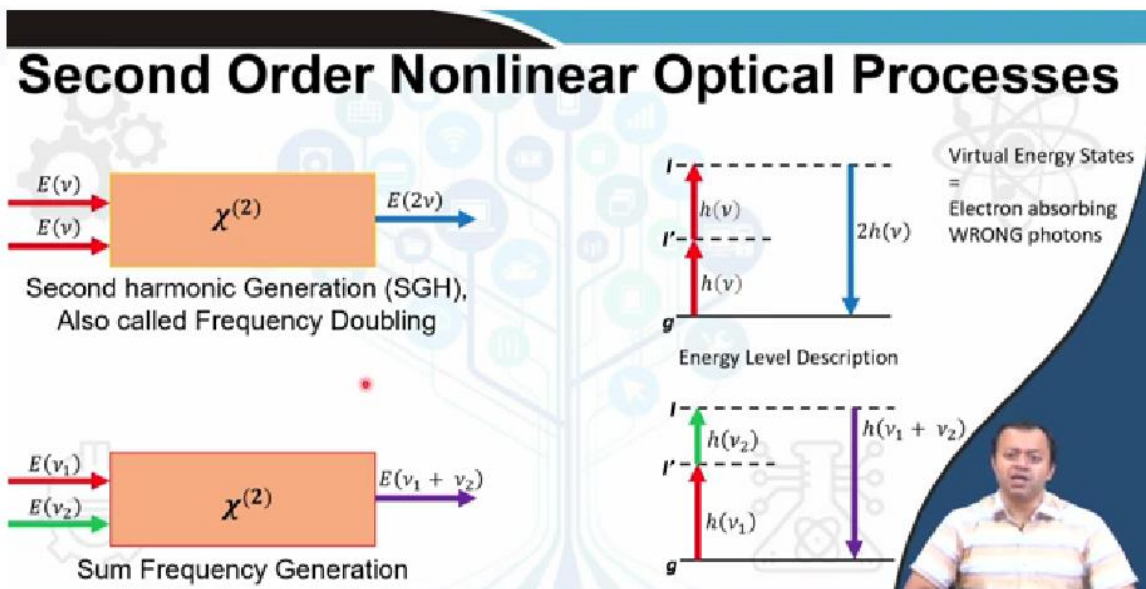 Second Order Nonlinear Optical Processes
E(ν)
E(ν)
χ^(2)
E(2ν)
Second harmonic Generation (SGH),
Also called Frequency Doubling
l
h(ν)
l'
h(ν)
g
2h(ν)
Virtual Energy States
=
Electron absorbing
WRONG photons
Energy Level Description
E(ν₁)
E(ν₂)
χ^(2)
E(ν₁ + ν₂)
Sum Frequency Generation
l
h(ν₂)
l'
h(ν₁)
g
h(ν₁ + ν₂)